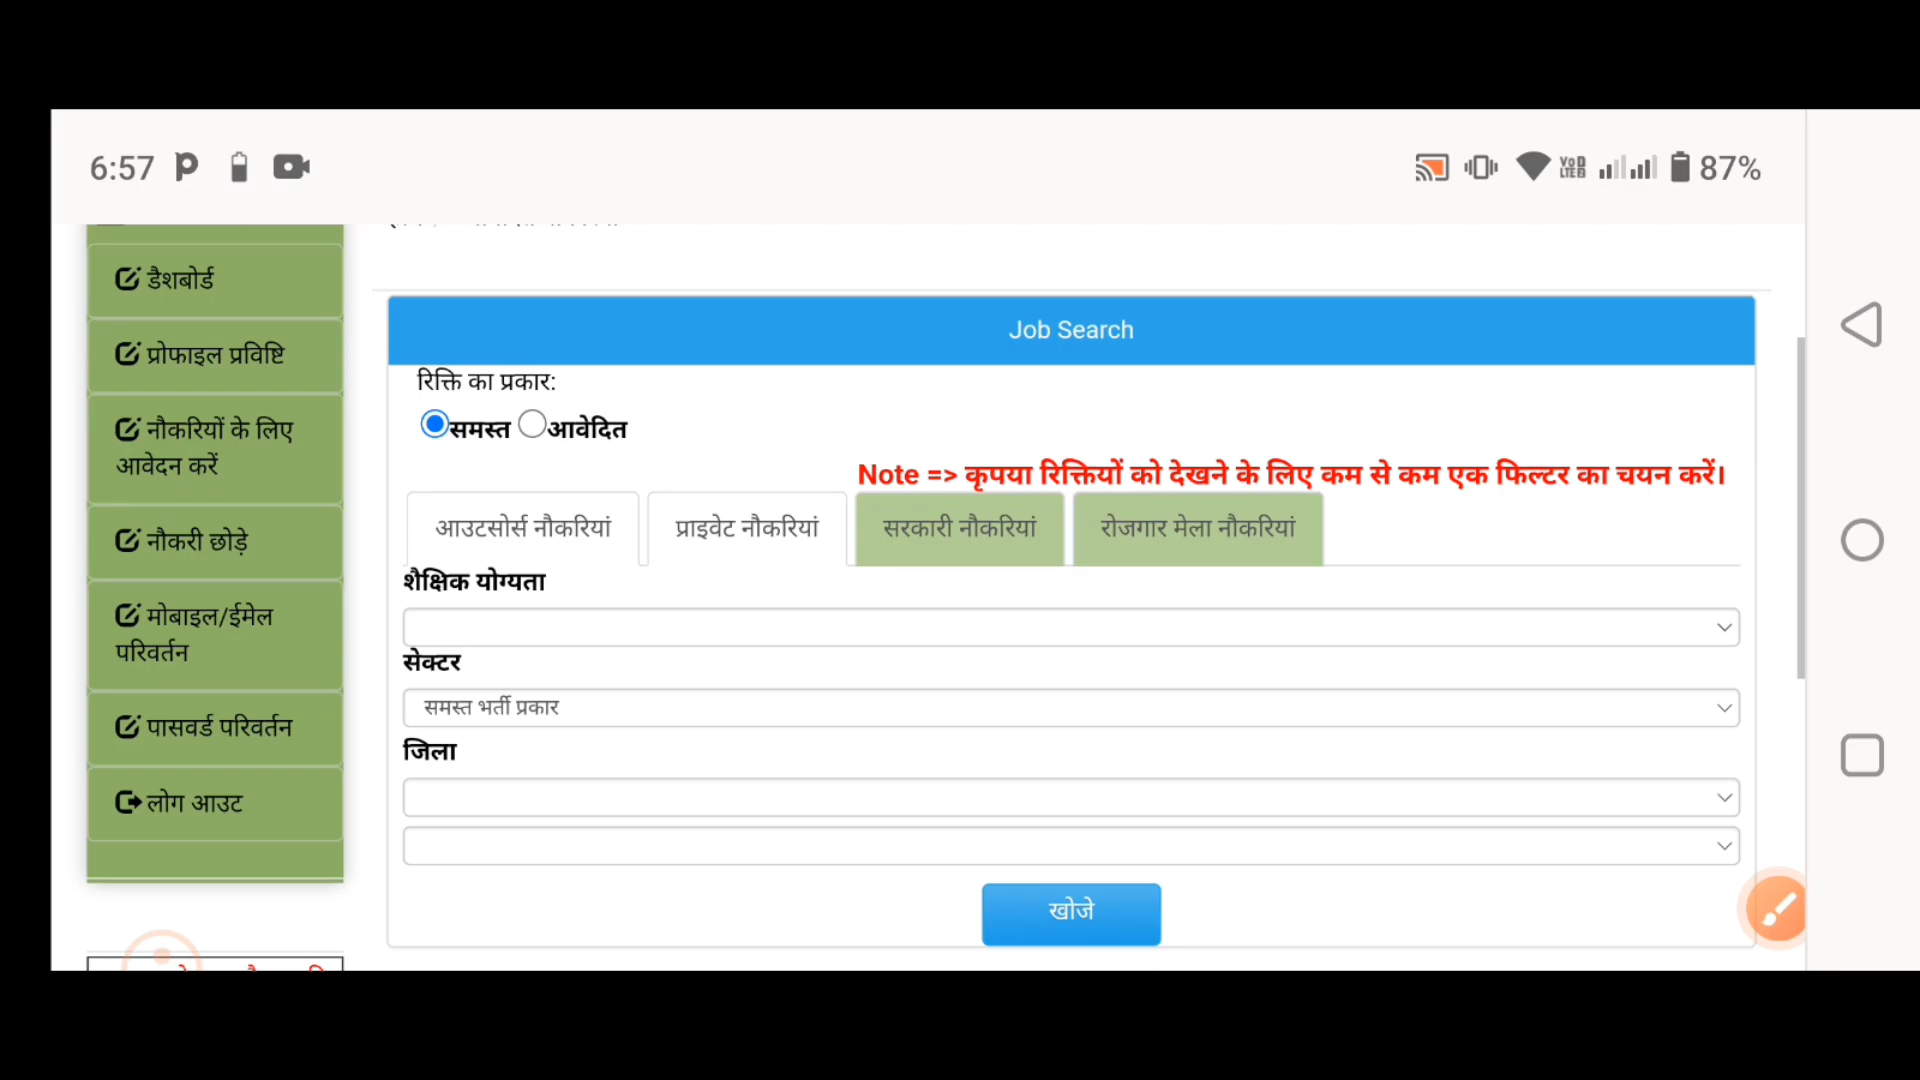 6:57
VoD LTE2
87%
डैशबोर्ड
प्रोफाइल प्रविष्टि
नौकरियों के लिए
आवेदन करें
नौकरी छोड़े
मोबाइल/ईमेल
परिवर्तन
पासवर्ड परिवर्तन
लोग आउट
Job Search
रिक्ति का प्रकार:
समस्त आवेदित
Note => कृपया रिक्तियों को देखने के लिए कम से कम एक फिल्टर का चयन करें।
आउटसोर्स नौकरियां प्राइवेट नौकरियां सरकारी नौकरियां रोजगार मेला नौकरियां
शैक्षिक योग्यता
सेक्टर
समस्त भर्ती प्रकार
जिला
खोजे